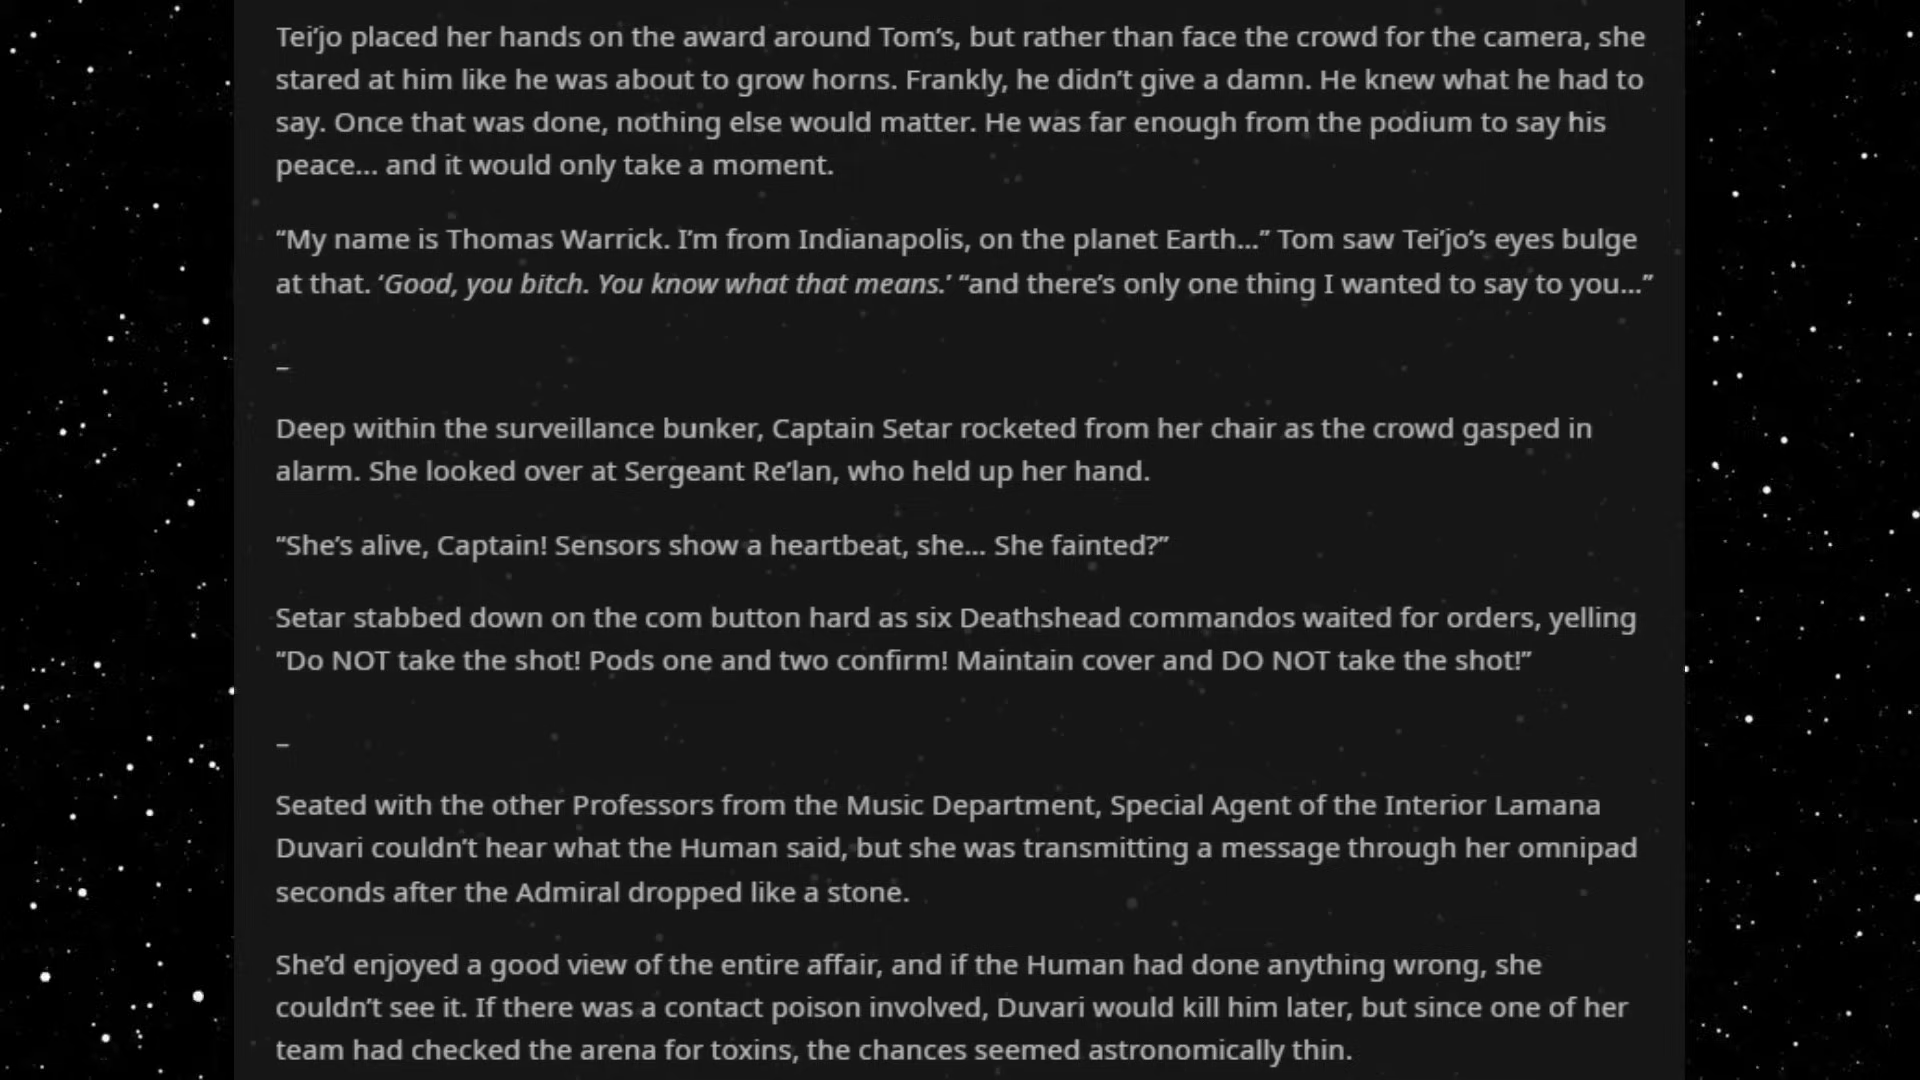 Tei’jo placed her hands on the award around Tom’s, but rather than face the crowd for the camera, she
stared at him like he was about to grow horns. Frankly, he didn’t give a damn. He knew what he had to
say. Once that was done, nothing else would matter. He was far enough from the podium to say his
peace... and it would only take a moment.
“My name is Thomas Warrick. I’m from Indianapolis, on the planet Earth...” Tom saw Tei’jo’s eyes bulge
at that. ‘Good, you bitch. You know what that means.’ “and there’s only one thing I wanted to say to you...”
–
Deep within the surveillance bunker, Captain Setar rocketed from her chair as the crowd gasped in
alarm. She looked over at Sergeant Re’lan, who held up her hand.
“She’s alive, Captain! Sensors show a heartbeat, she... She fainted?”
Setar stabbed down on the com button hard as six Deathshead commandos waited for orders, yelling
“Do NOT take the shot! Pods one and two confirm! Maintain cover and DO NOT take the shot!”
–
Seated with the other Professors from the Music Department, Special Agent of the Interior Lamana
Duvari couldn’t hear what the Human said, but she was transmitting a message through her omnipad
seconds after the Admiral dropped like a stone.
She’d enjoyed a good view of the entire affair, and if the Human had done anything wrong, she
couldn’t see it. If there was a contact poison involved, Duvari would kill him later, but since one of her
team had checked the arena for toxins, the chances seemed astronomically thin.